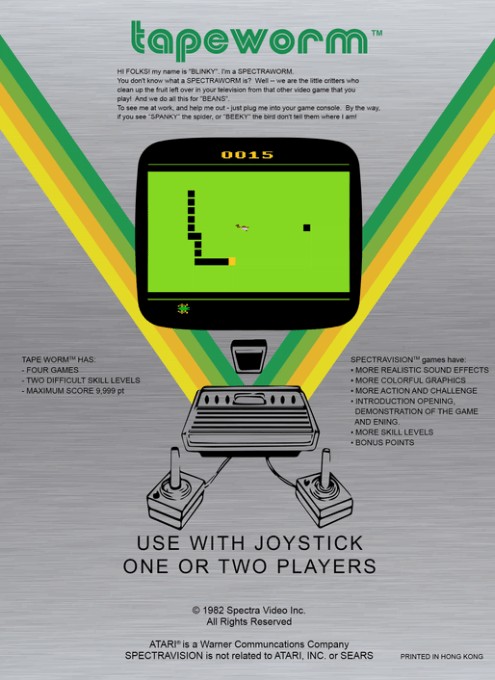 tapeworm™
HI FOLKS! my name is "BLINKY". I'm a SPECTRAWORM.
You don't know what a SPECTRAWORM is? Well – we are the little critters who
clean up the fruit left over in your television from that other video game that you
play! And we do all this for "BEANS".
To see me at work, and help me out - just plug me into your game console. By the way,
if you see "SPANKY" the spider, or "BEEKY" the bird don't tell them where I am!
0015
TAPE WORM™ HAS:
- FOUR GAMES
- TWO DIFFICULT SKILL LEVELS
- MAXIMUM SCORE 9,999 pt
SPECTRAVISION™ games have:
• MORE REALISTIC SOUND EFFECTS
• MORE COLORFUL GRAPHICS
• MORE ACTION AND CHALLENGE
• INTRODUCTION OPENING,
DEMONSTRATION OF THE GAME
AND ENING.
• MORE SKILL LEVELS
• BONUS POINTS
USE WITH JOYSTICK
ONE OR TWO PLAYERS
© 1982 Spectra Video Inc.
All Rights Reserved
ATARI® is a Warner Communcations Company
SPECTRAVISION is not related to ATARI, INC. or SEARS
PRINTED IN HONG KONG